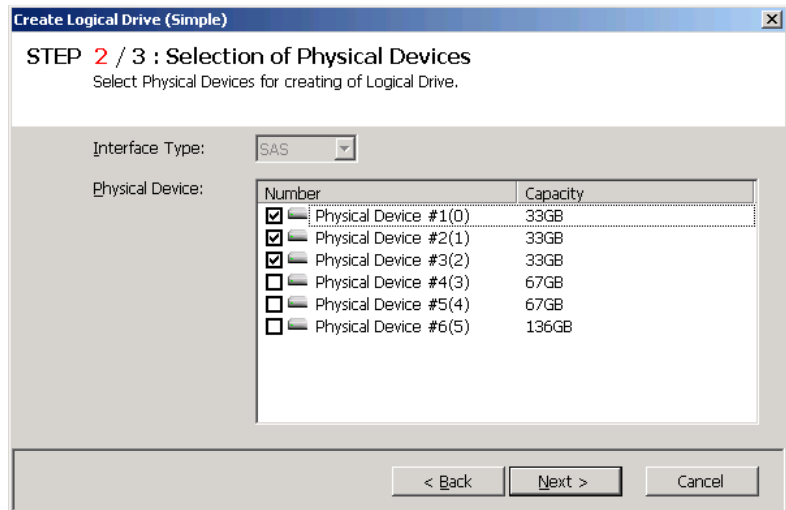 Create Logical Drive (Simple)
STEP 2 / 3 : Selection of Physical Devices
Select Physical Devices for creating of Logical Drive.
Interface Type: SAS
Physical Device:
Number Capacity
Physical Device #1(0) 33GB
Physical Device #2(1) 33GB
Physical Device #3(2) 33GB
Physical Device #4(3) 67GB
Physical Device #5(4) 67GB
Physical Device #6(5) 136GB
< Back Next > Cancel